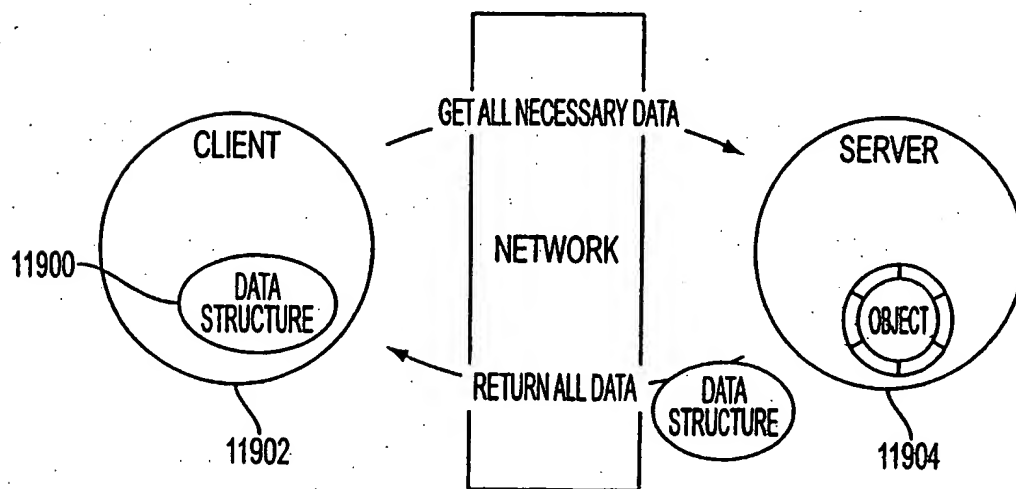 GET ALL NECESSARY DATA
CLIENT
SERVER
NETWORK
11900
DATA
STRUCTURE
OBJECT
RETURN ALL DATA
DATA
STRUCTURE
11902
11904